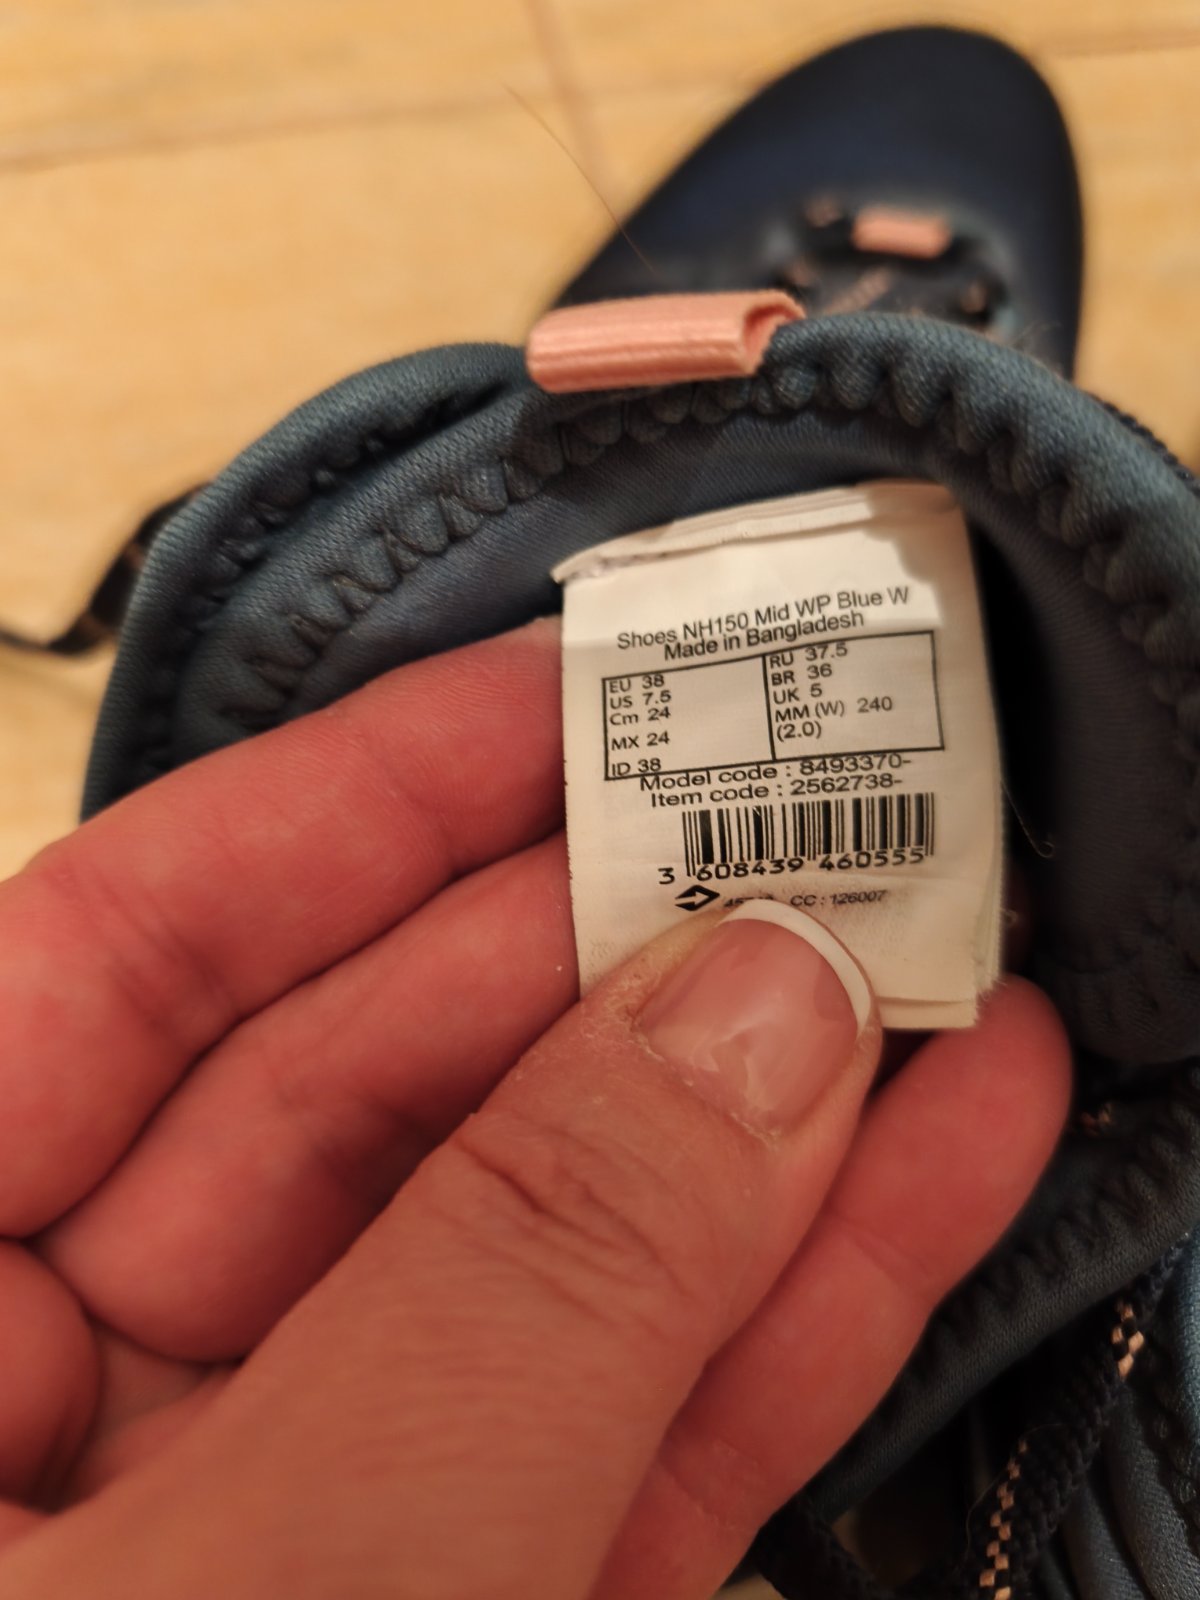 Shoes NH150 Mid WP Blue W
Made in Bangladesh
EU 38
US 7.5
Cm 24
MX 24
ID 38
RU 37.5
BR 36
UK 5
MM (W) 240
(2.0)
Model code : 8493370-
Item code : 2562738-
3 608439 460555
CC : 126007